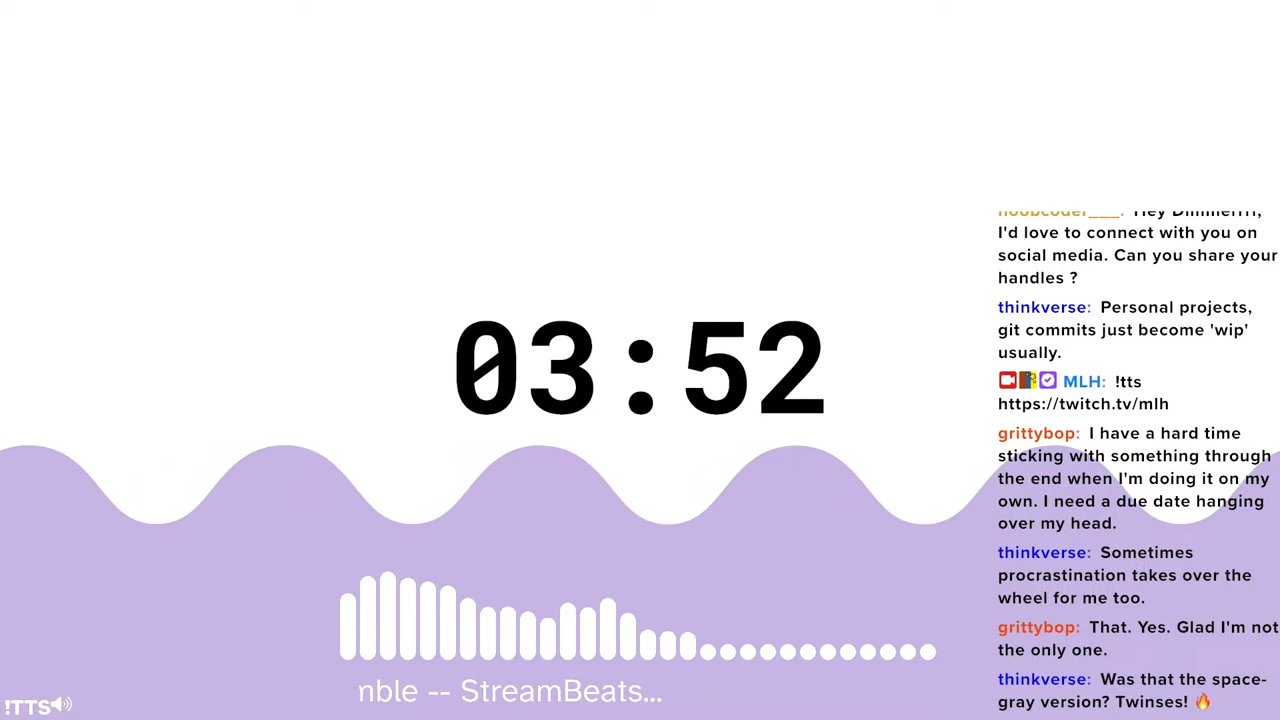 03:52
I'd love to connect with you on
social media. Can you share your
handles ?
thinkverse: Personal projects,
git commits just become 'wip'
usually.
MLH: !tts
https://twitch.tv/mlh
grittybop: I have a hard time
sticking with something through
the end when I'm doing it on my
own. I need a due date hanging
over my head.
thinkverse: Sometimes
procrastination takes over the
wheel for me too.
grittybop: That. Yes. Glad I'm not
the only one.
thinkverse: Was that the space-
gray version? Twinses! 🔥
nble -- StreamBeats...
!TTS